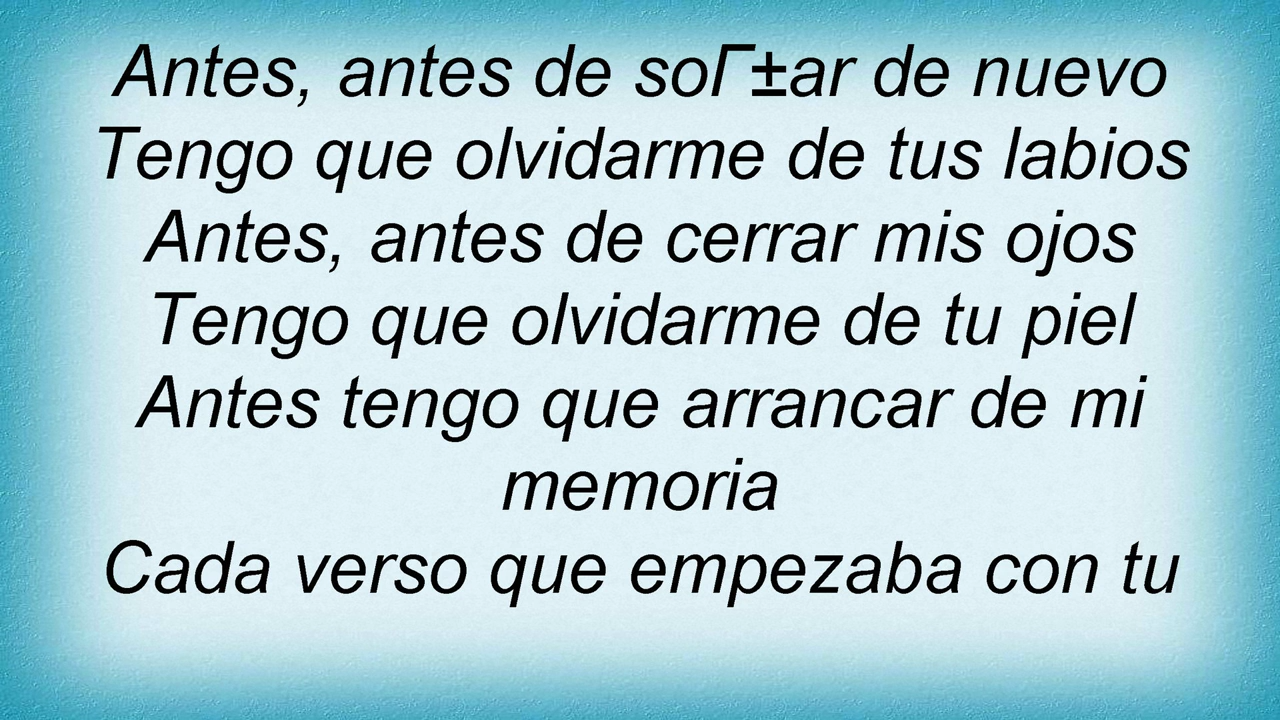 Antes, antes de soГ±ar de nuevo
Tengo que olvidarme de tus labios
Antes, antes de cerrar mis ojos
Tengo que olvidarme de tu piel
Antes tengo que arrancar de mi
memoria
Cada verso que empezaba con tu